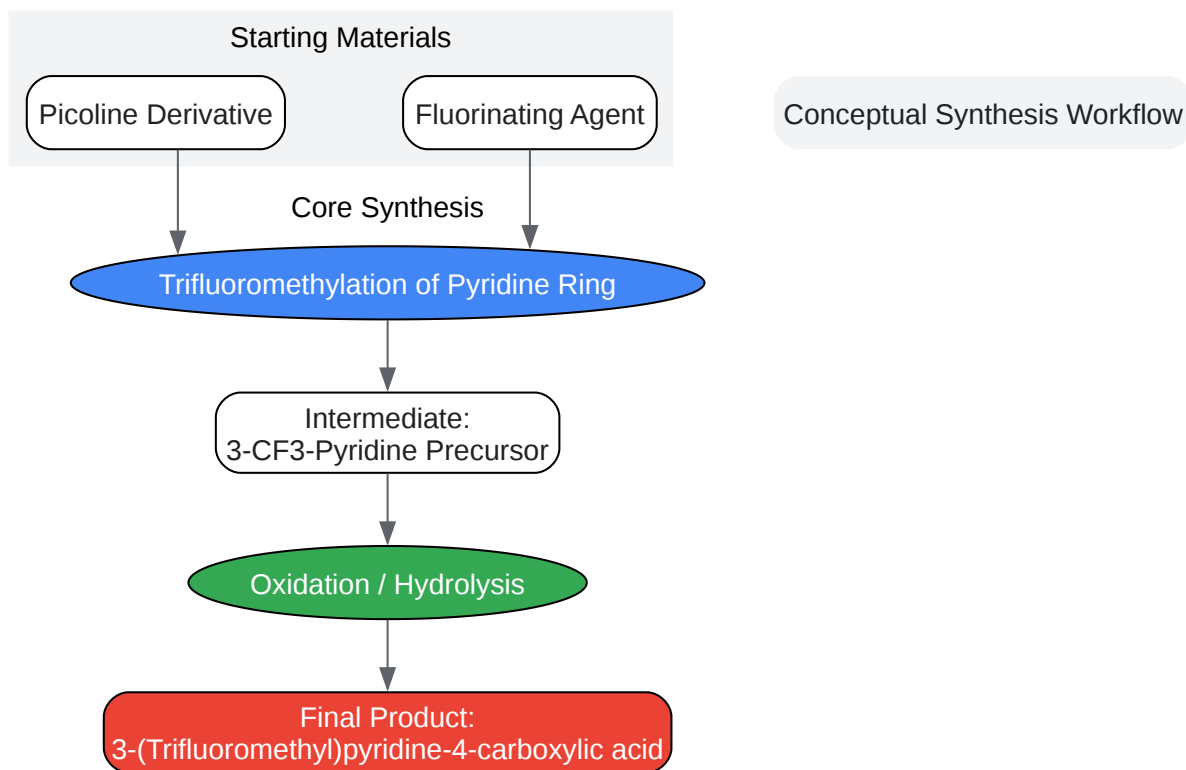 Starting Materials
Picoline Derivative
Fluorinating Agent
Conceptual Synthesis Workflow
Core Synthesis
Trifluoromethylation of Pyridine Ring
Intermediate:
3-CF3-Pyridine Precursor
Oxidation / Hydrolysis
Final Product:
3-(Trifluoromethyl)pyridine-4-carboxylic acid